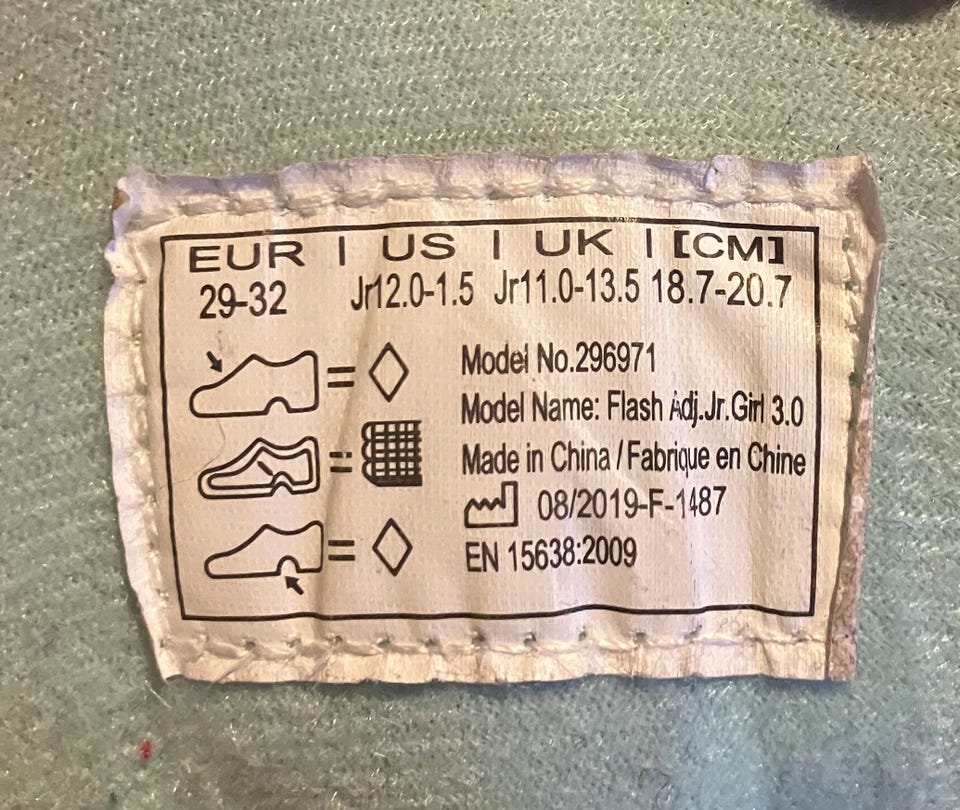 EUR | US | UK | [CM]
29-32 Jr12.0-1.5 Jr11.0-13.5 18.7-20.7
Model No.296971
Model Name: Flash Adj.Jr.Girl 3.0
Made in China / Fabrique en Chine
08/2019-F-1487
EN 15638:2009